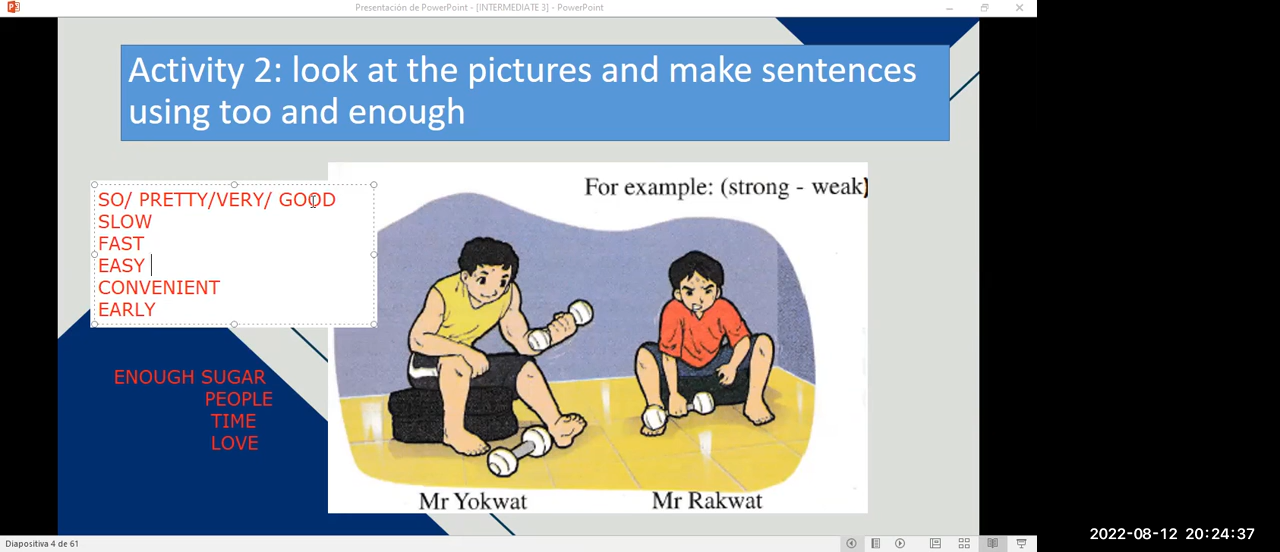 Presentación de PowerPoint - [INTERMEDIATE 3] - PowerPoint
Activity 2: look at the pictures and make sentences
using too and enough
For example: (strong - weak)
SO/ PRETTY/VERY/ GOOD
SLOW
FAST
EASY
CONVENIENT
EARLY
ENOUGH SUGAR
PEOPLE
TIME
LOVE
Mr Yokwat
Mr Rakwat
Diapositiva 4 de 61
2022-08-12 20:24:37